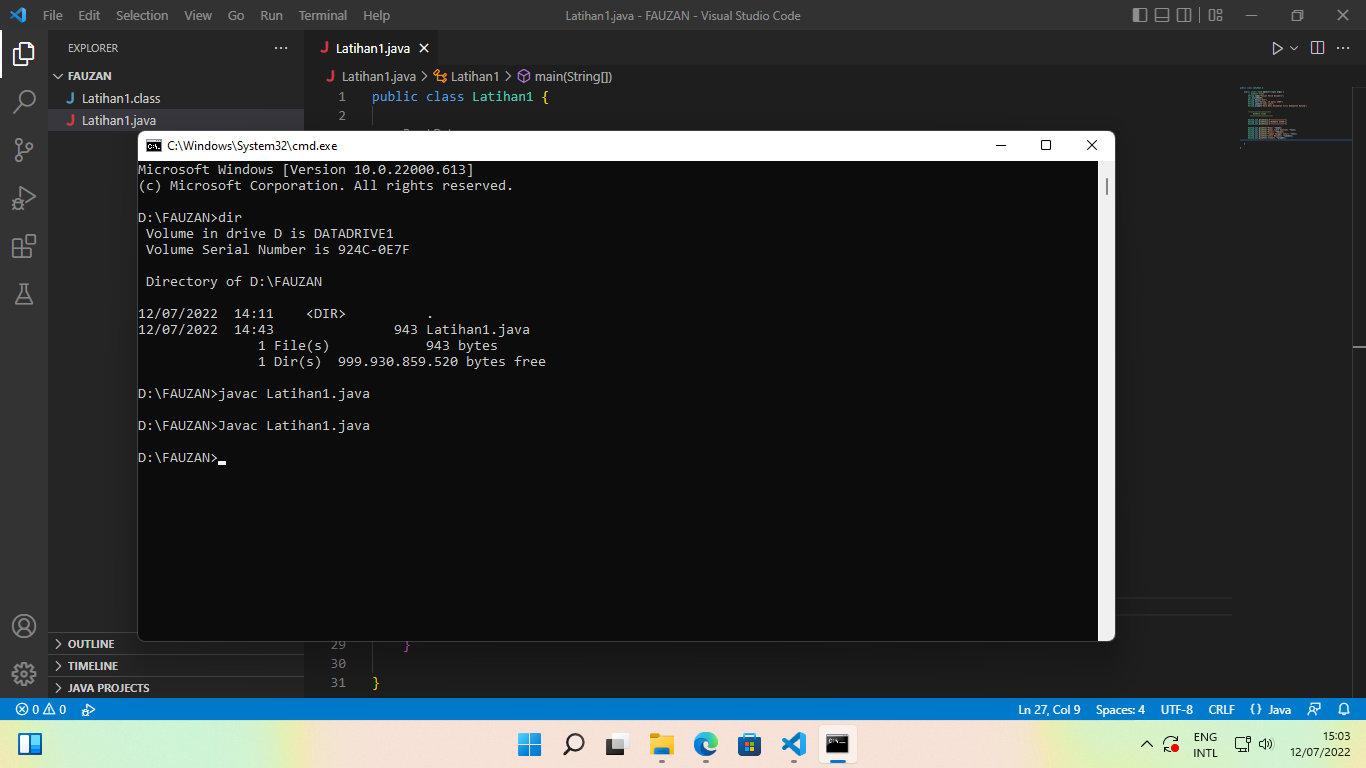 File Edit Selection View Go Run Terminal Help
Latihan1.java - FAUZAN - Visual Studio Code
EXPLORER
FAUZAN
Latihan1.class
Latihan1.java
Latihan1.java
Latihan1.java > Latihan1 > main(String[])
1 public class Latihan1 {
2
C:\Windows\System32\cmd.exe
Microsoft Windows [Version 10.0.22000.613]
(c) Microsoft Corporation. All rights reserved.
D:\FAUZAN>dir
Volume in drive D is DATADRIVE1
Volume Serial Number is 924C-0E7F
Directory of D:\FAUZAN
12/07/2022 14:11 <DIR> .
12/07/2022 14:43 943 Latihan1.java
1 File(s) 943 bytes
1 Dir(s) 999.930.859.520 bytes free
D:\FAUZAN>javac Latihan1.java
D:\FAUZAN>Javac Latihan1.java
D:\FAUZAN>
29 }
30
31 }
OUTLINE
TIMELINE
JAVA PROJECTS
0 0
Ln 27, Col 9 Spaces: 4 UTF-8 CRLF {} Java
ENG
INTL
15:03
12/07/2022